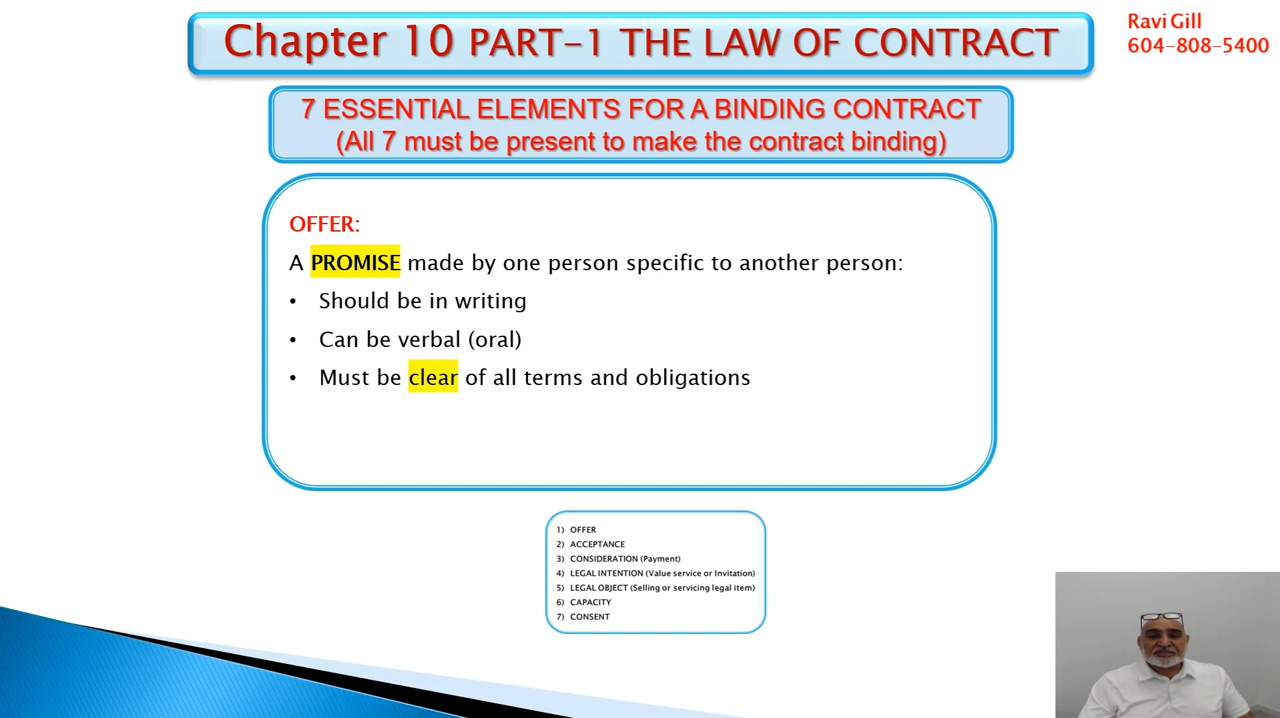 Chapter 10 PART-1 THE LAW OF CONTRACT
Ravi Gill
604-808-5400
7 ESSENTIAL ELEMENTS FOR A BINDING CONTRACT
(All 7 must be present to make the contract binding)
OFFER:
A PROMISE made by one person specific to another person:
• Should be in writing
• Can be verbal (oral)
• Must be clear of all terms and obligations
1) OFFER
2) ACCEPTANCE
3) CONSIDERATION (Payment)
4) LEGAL INTENTION (Value service or Invitation)
5) LEGAL OBJECT (Selling or servicing legal item)
6) CAPACITY
7) CONSENT